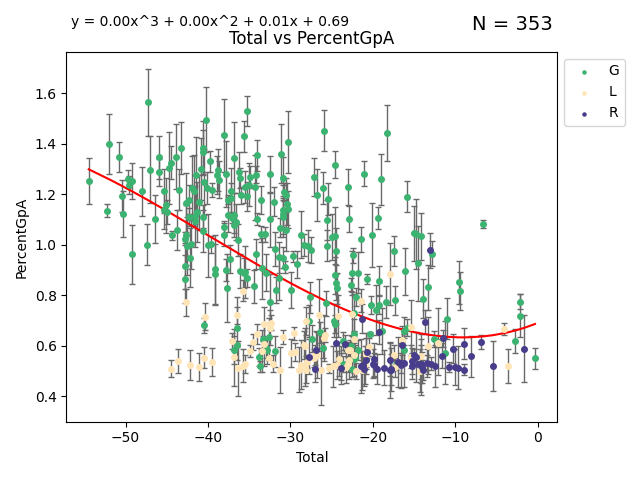 y = 0.00x^3 + 0.00x^2 + 0.01x + 0.69
N = 353
Total vs PercentGpA
G
L
R
PercentGpA
1.6
1.4
1.2
1.0
0.8
0.6
0.4
−50
−40
−30
−20
−10
0
Total